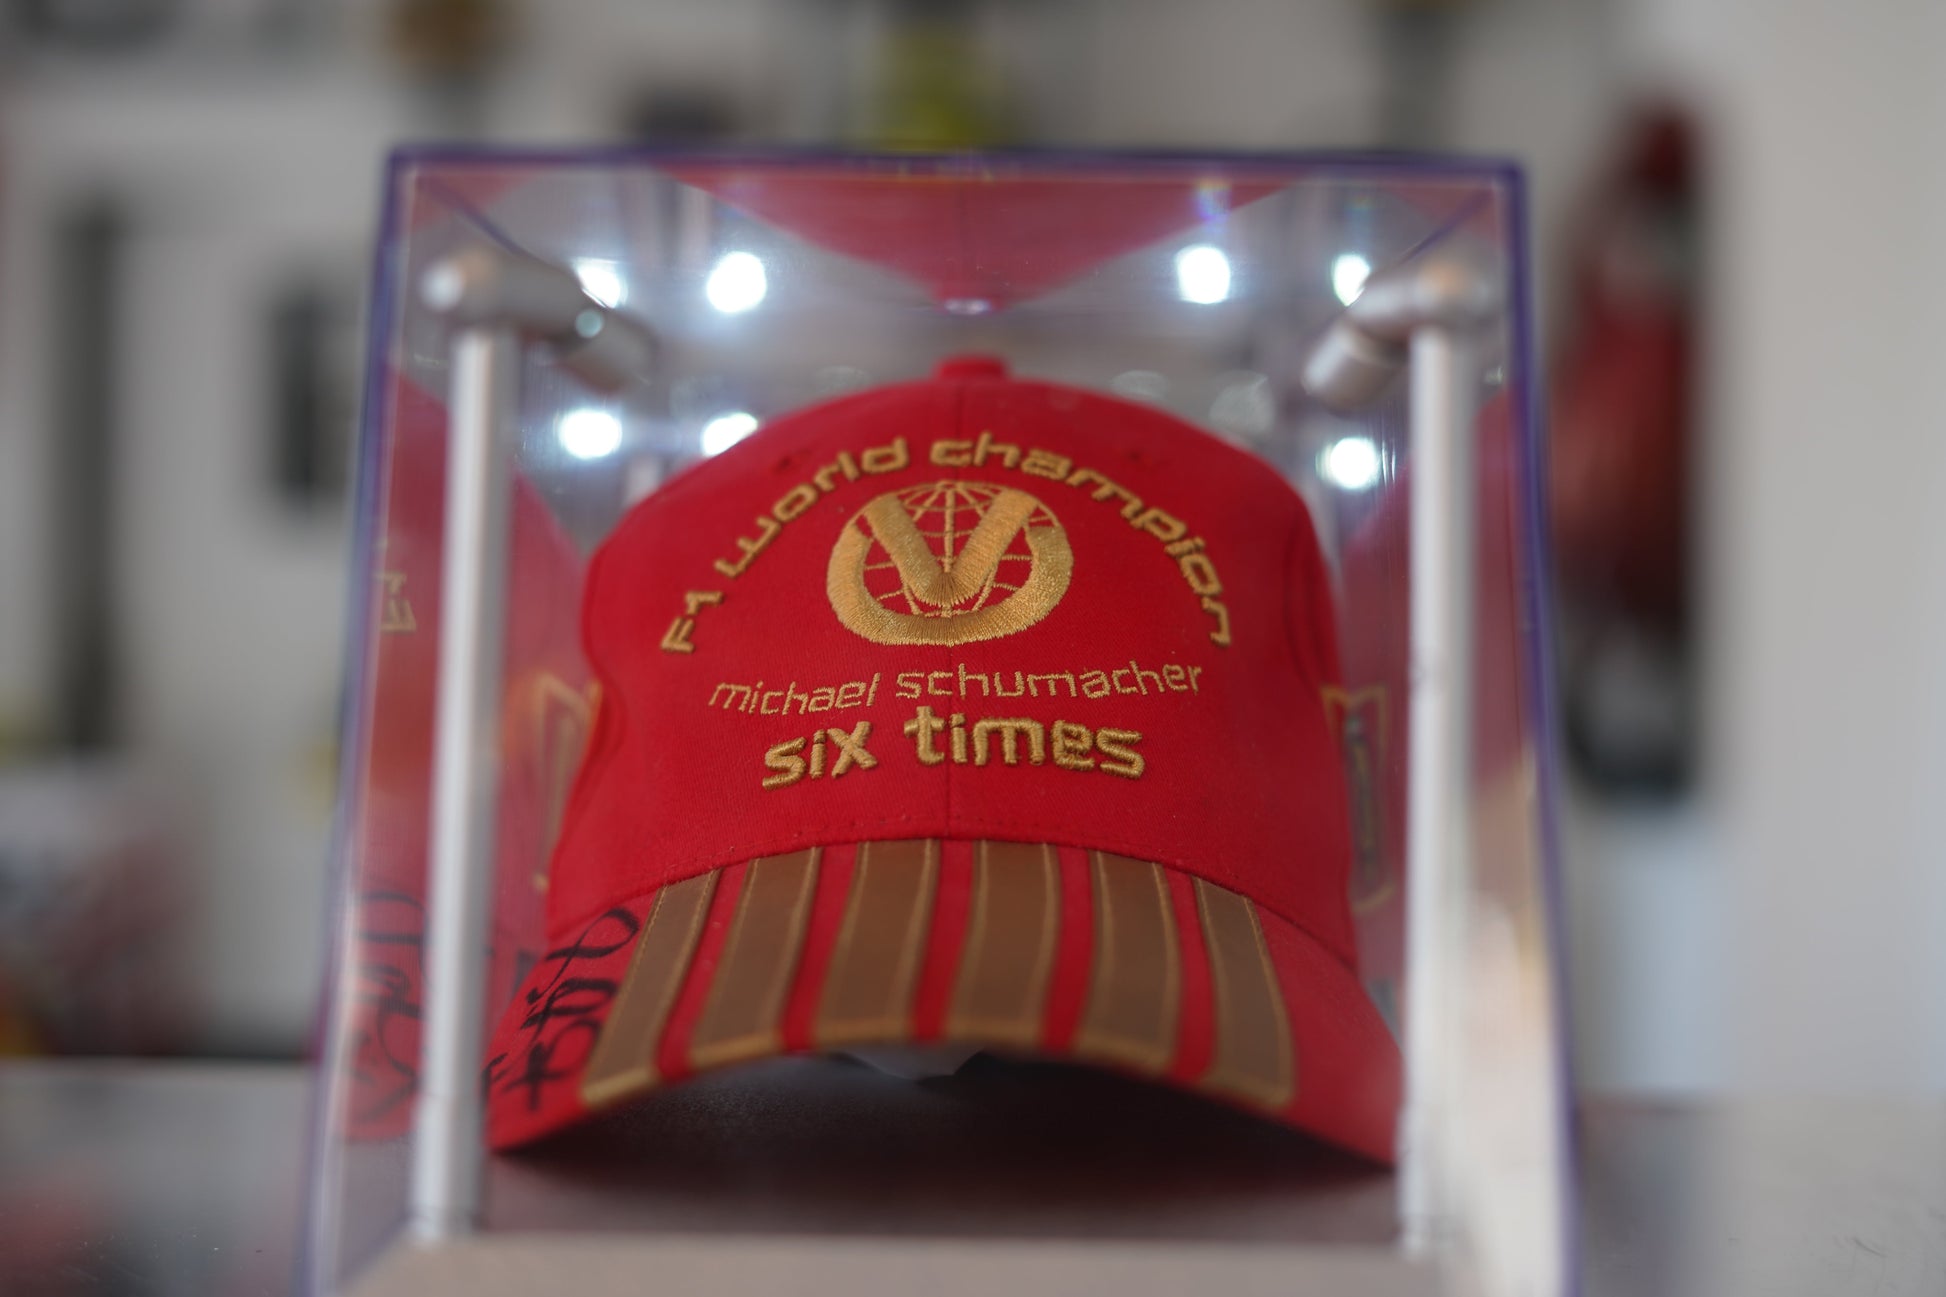 F1 world champion
V
michael schumacher
six times